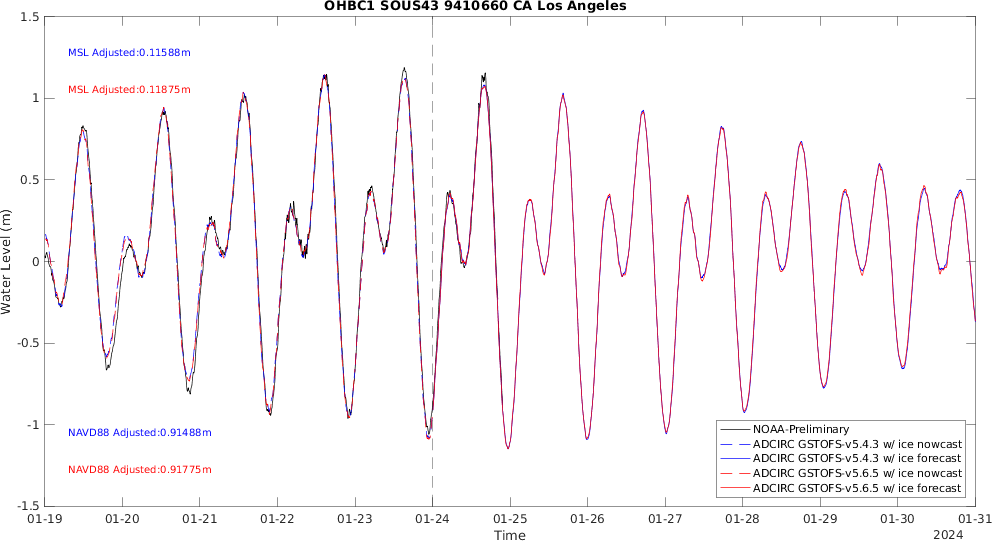 OHBC1 SOUS43 9410660 CA Los Angeles
1.5
MSL Adjusted:0.11588m
MSL Adjusted:0.11875m
1
0.5
Water Level (m)
0
-0.5
-1
NAVD88 Adjusted:0.91488m
NAVD88 Adjusted:0.91775m
NOAA-Preliminary
ADCIRC GSTOFS-v5.4.3 w/ ice nowcast
ADCIRC GSTOFS-v5.4.3 w/ ice forecast
ADCIRC GSTOFS-v5.6.5 w/ ice nowcast
ADCIRC GSTOFS-v5.6.5 w/ ice forecast
-1.5
01-19 01-20 01-21 01-22 01-23 01-24 01-25 01-26 01-27 01-28 01-29 01-30 01-31
Time
2024